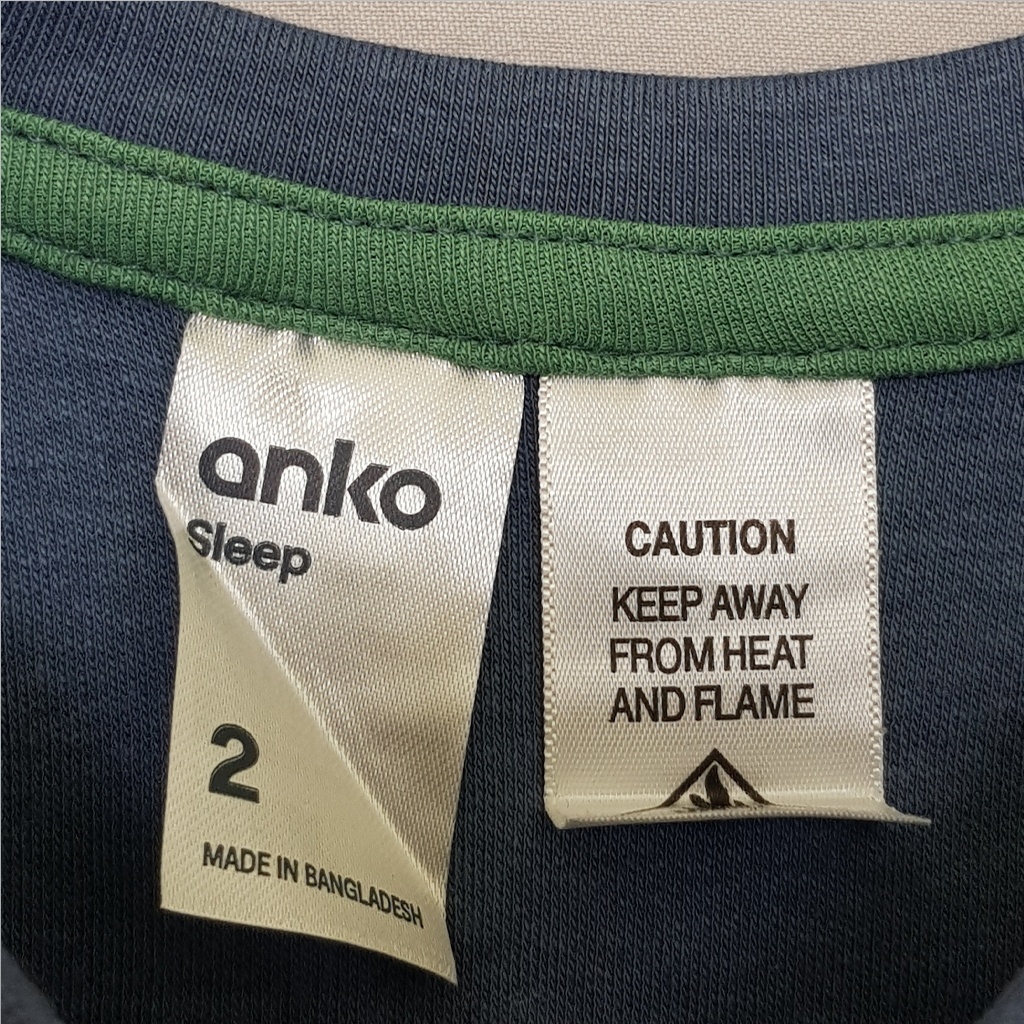 anko
Sleep
2
MADE IN BANGLADESH
CAUTION
KEEP AWAY
FROM HEAT
AND FLAME